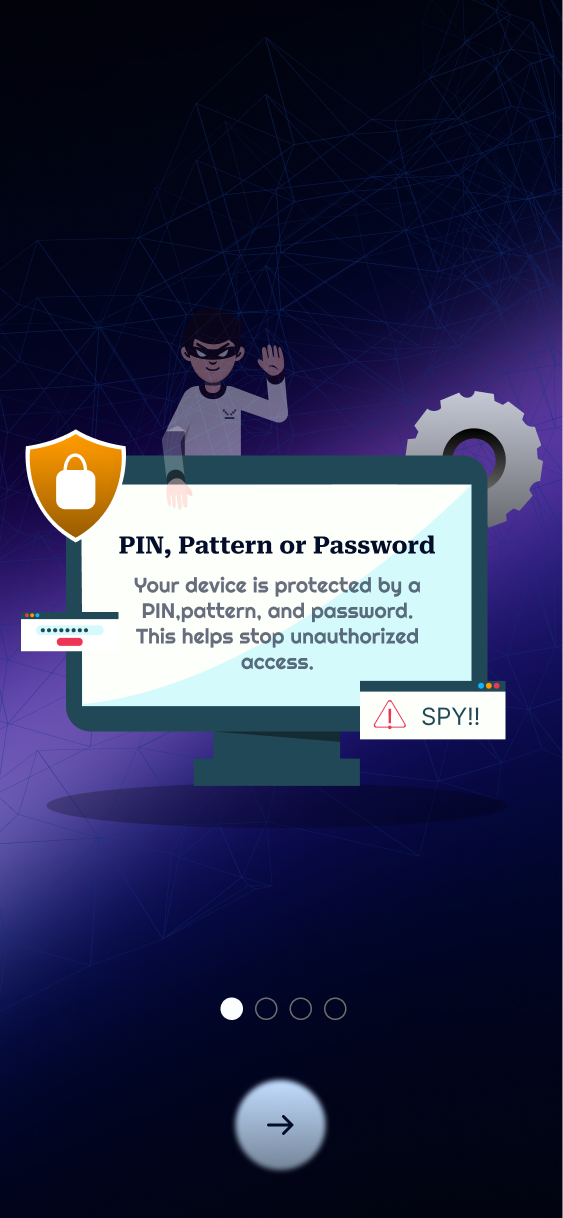 PIN, Pattern or Password
Your device is protected by a
PIN,pattern, and password.
This helps stop unauthorized
access.
SPY!!